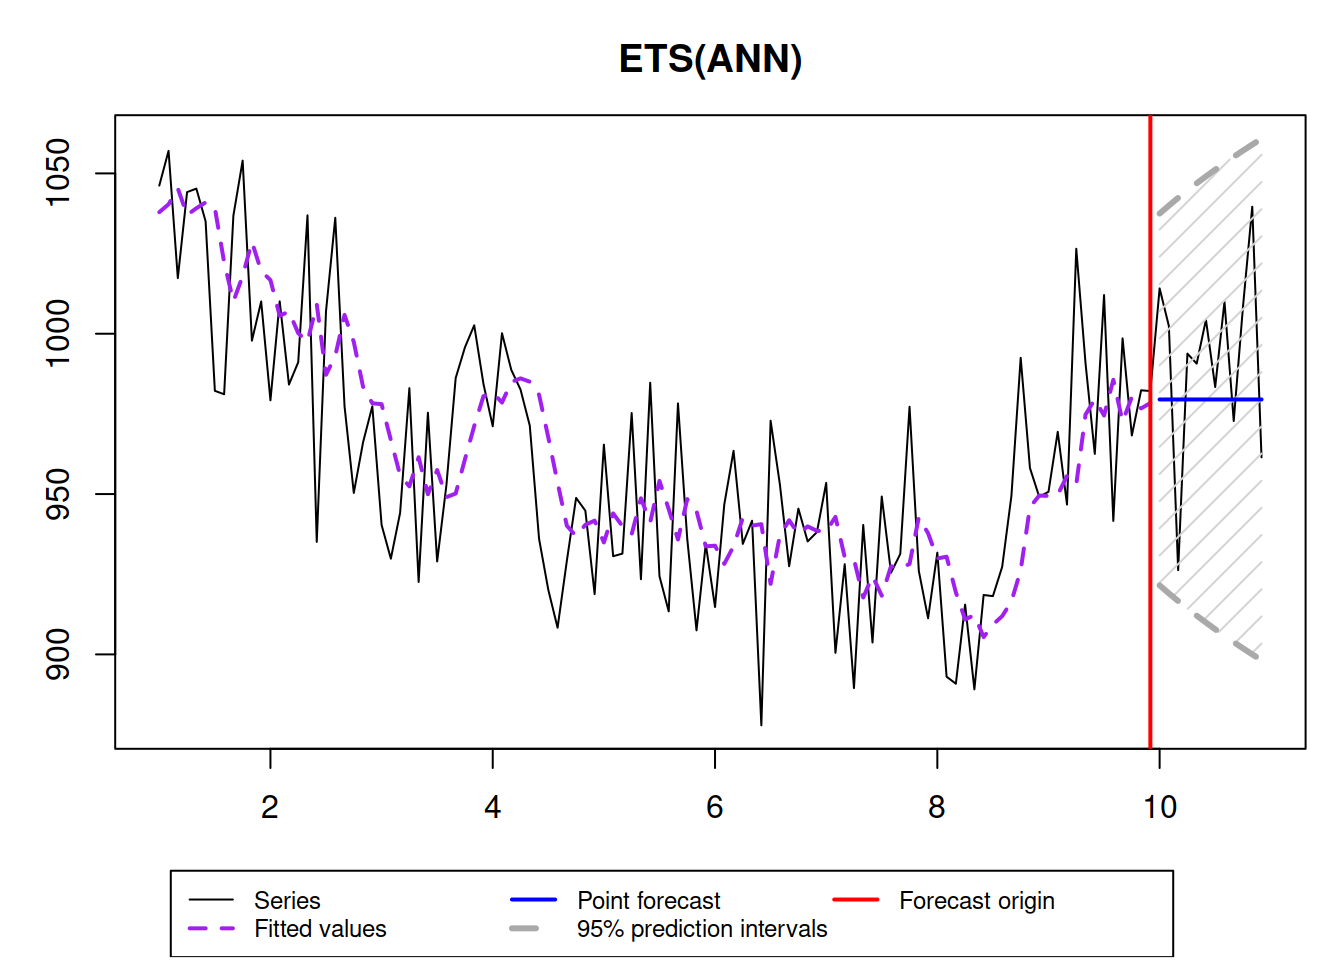 ETS(ANN)
1050
1000
950
900
2 4 6 8 10
Series Point forecast Forecast origin
Fitted values 95% prediction intervals